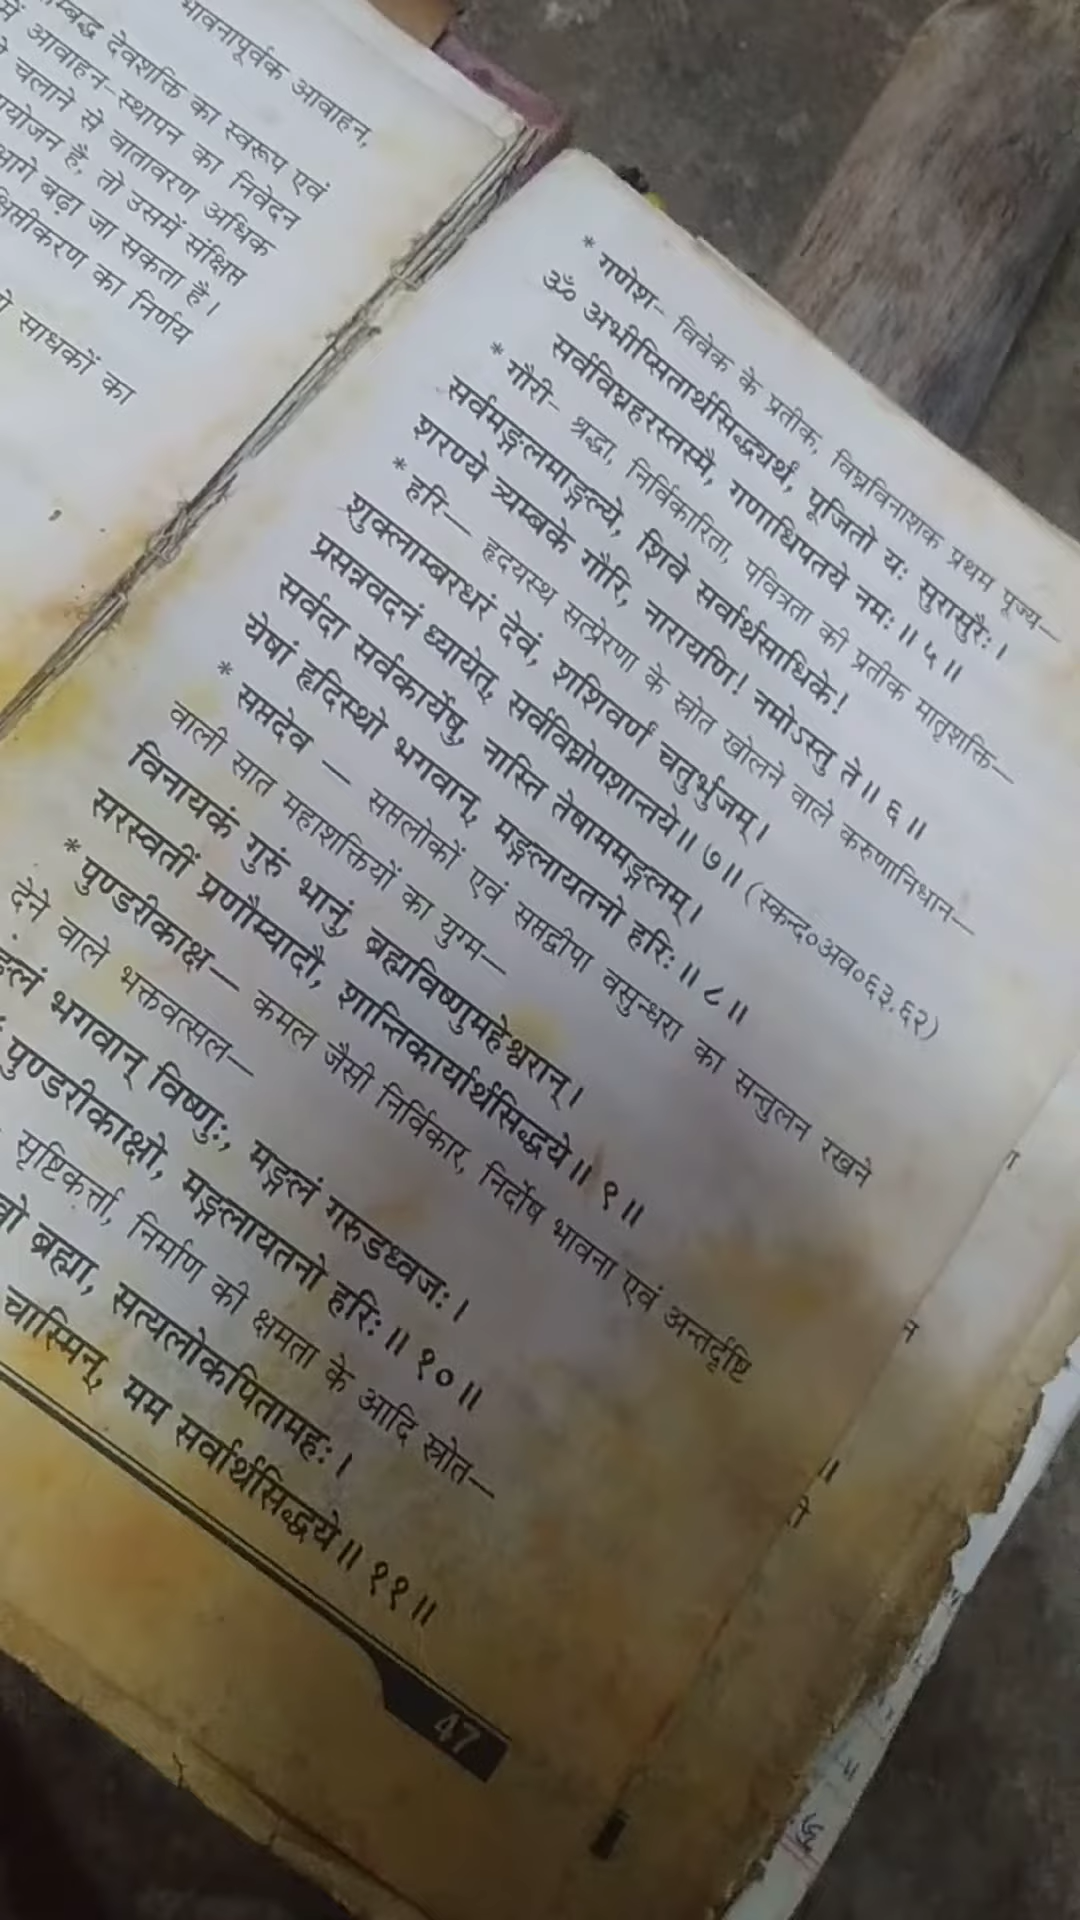 भावनापूर्वक आवाहन,
देवशक्ति का स्वरूप एवं
में आवाहन-स्थापन का निवेदन
चलाने से वातावरण अधिक
है, तो उसमें संक्षिप्त
आगे बढ़ा जा सकता है।
का निर्णय
साधकों का
* गणेश- विवेक के प्रतीक, विघ्नविनाशक प्रथम पूज्य—
ॐ अभीप्सितार्थसिद्ध्यर्थं, पूजितो यः सुरासुरैः।
सर्वविघ्नहरस्तस्मै, गणाधिपतये नमः॥ ५॥
* गौरी- श्रद्धा, निर्विकारिता, पवित्रता की प्रतीक मातृशक्ति—
सर्वमङ्गलमाङ्गल्ये, शिवे सर्वार्थसाधिके!
शरण्ये त्र्यम्बके गौरि, नारायणि! नमोऽस्तु ते॥ ६॥
* हरि— हृदयस्थ सत्प्रेरणा के स्रोत खोलने वाले करुणानिधान—
शुक्लाम्बरधरं देवं, शशिवर्णं चतुर्भुजम्।
प्रसन्नवदनं ध्यायेत्, सर्वविघ्नोपशान्तये॥ ७॥ (स्कन्द०अव०६३.६२)
सर्वदा सर्वकार्येषु, नास्ति तेषाममङ्गलम्।
येषां हृदिस्थो भगवान्, मङ्गलायतनो हरिः॥ ८॥
* सप्तदेव — सप्तलोकों एवं सप्तद्वीपा वसुन्धरा का सन्तुलन रखने
वाली सात महाशक्तियों का युग्म—
विनायकं गुरुं भानुं, ब्रह्मविष्णुमहेश्वरान्।
सरस्वतीं प्रणौम्यादौ, शान्तिकार्यार्थसिद्धये॥ ९॥
* पुण्डरीकाक्ष— कमल जैसी निर्विकार, निर्दोष भावना एवं अन्तर्दृष्टि
देने वाले भक्तवत्सल—
भगवान् विष्णुः, मङ्गलं गरुडध्वजः।
पुण्डरीकाक्षो, मङ्गलायतनो हरिः॥ १०॥
सृष्टिकर्त्ता, निर्माण की क्षमता के आदि स्रोत—
ब्रह्मा, सत्यलोकपितामहः।
चास्मिन्, मम सर्वार्थसिद्धये॥ ११॥
47